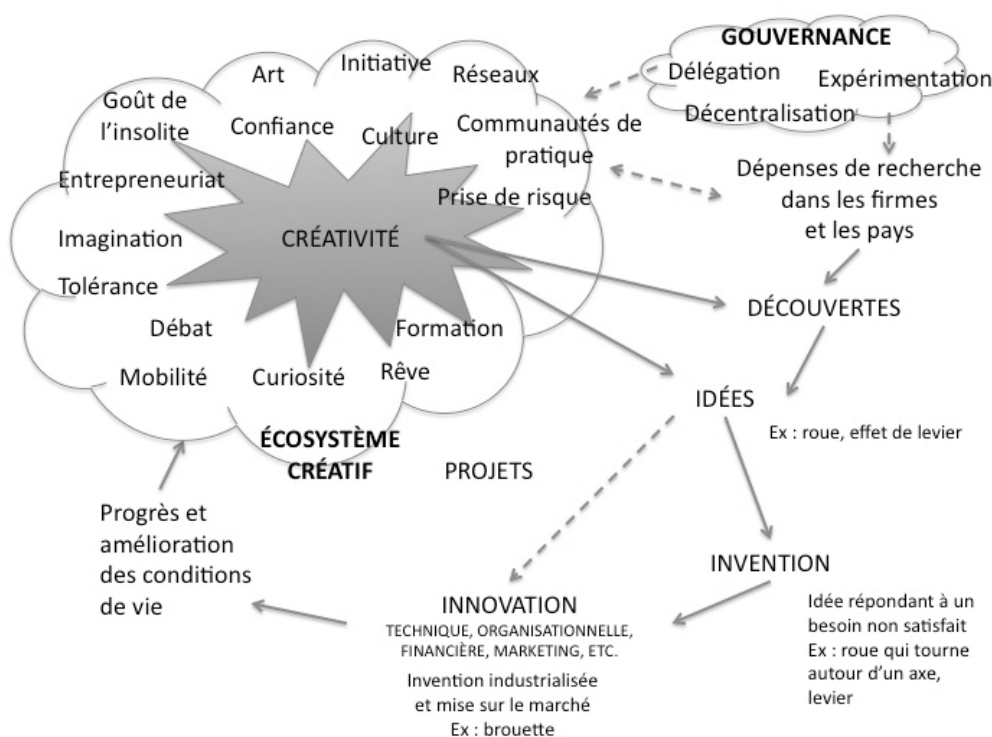 GOUVERNANCE
Délégation
Expérimentation
Décentralisation
Art
Initiative
Réseaux
Goût de
l'insolite
Confiance
Culture
Communautés de
pratique
Entrepreneuriat
Prise de risque
Imagination
CRÉATIVITÉ
Tolérance
Débat
Formation
Mobilité
Curiosité
Rêve
ÉCOSYSTÈME
CRÉATIF
PROJETS
Dépenses de recherche
dans les firmes
et les pays
DÉCOUVERTES
IDÉES
Ex : roue, effet de levier
INVENTION
Idée répondant à un
besoin non satisfait
Ex : roue qui tourne
autour d'un axe,
levier
INNOVATION
TECHNIQUE, ORGANISATIONNELLE,
FINANCIÈRE, MARKETING, ETC.
Invention industrialisée
et mise sur le marché
Ex : brouette
Progrès et
amélioration
des conditions
de vie